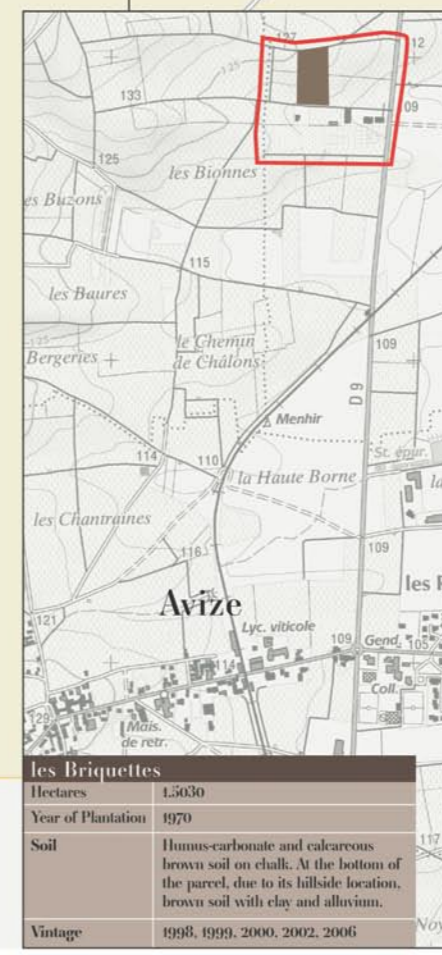 127
12
125
133
09
125
les Bionnes
es Buzons
115
les Baures
125
le Chemin
de Châlons
Bergeries
109
D 9
Menhir
St. épur.
114
110
la Haute Borne
la
les Chantraines
116
109
les P
Avize
121
Lyc. viticole
109
Gend.
105
114
Coll.
129
Mais.
de retr.
117
Noy
les Briquettes
Hectares 1.5030
Year of Plantation 1970
Soil Humus-carbonate and calcareous
brown soil on chalk. At the bottom of
the parcel, due to its hillside location,
brown soil with clay and alluvium.
Vintage 1998, 1999, 2000, 2002, 2006